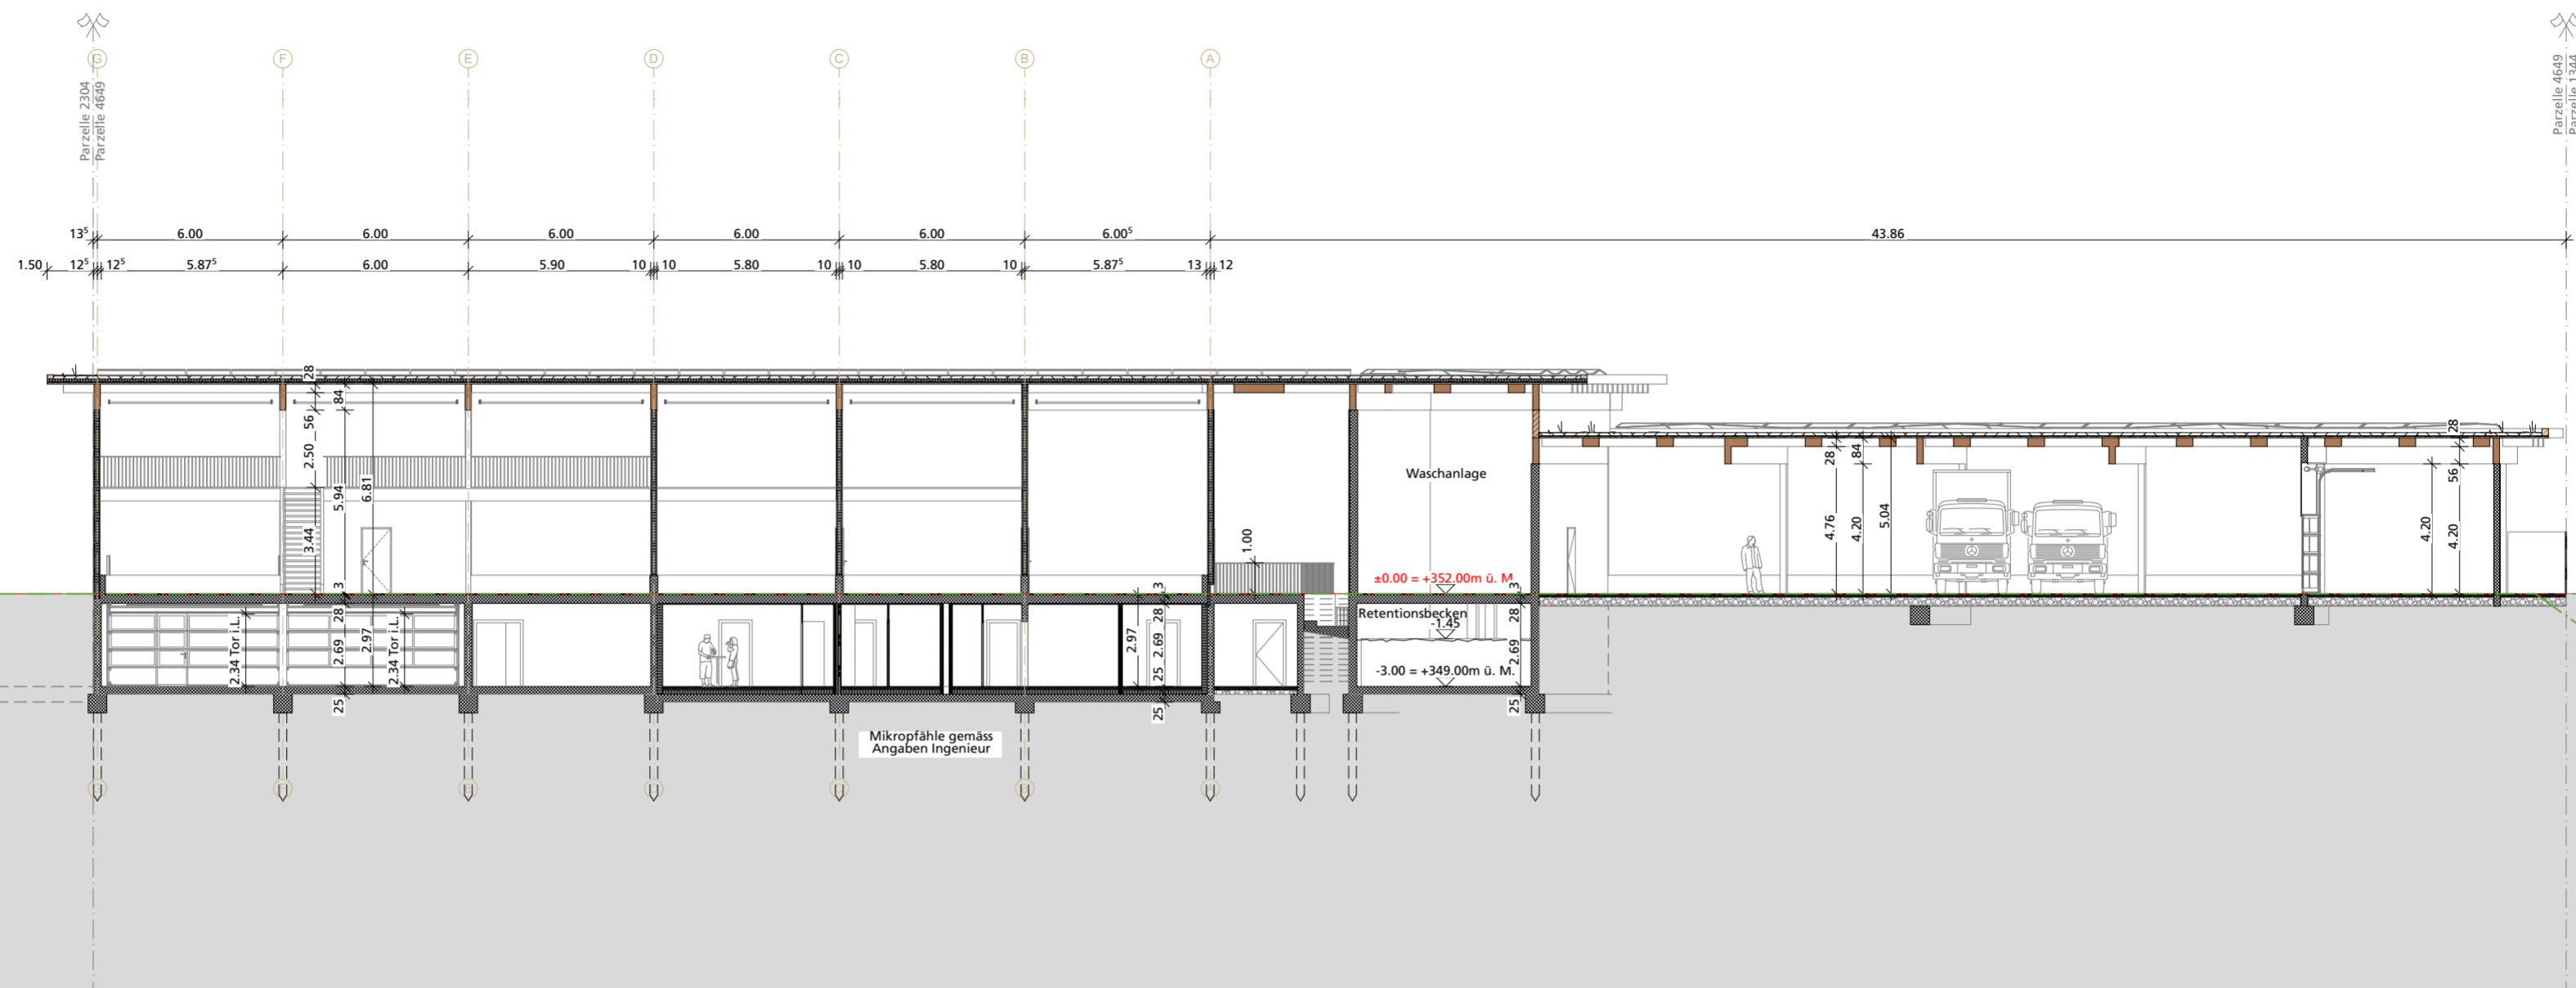 Parzelle 2304
Parzelle 4649
Parzelle 4649
Parzelle 1344
G F E D C B A
13⁵ 6.00 6.00 6.00 6.00 6.00 6.00⁵ 43.86
1.50 12⁵ 12⁵ 5.87⁵ 6.00 5.90 10 10 5.80 10 10 5.80 10 5.87⁵ 13 12
28
56
2.50
3.44
84
5.94
3
28
2.69
25
6.81
2.97
2.34 Tor i.L.
2.34 Tor i.L.
2.97
3
28
2.69
25
25
1.00
Waschanlage
±0.00 = +352.00m ü. M.
Retentionsbecken
-1.45
-3.00 = +349.00m ü. M.
3
28
2.69
25
28
4.76
84
4.20
5.04
4.20
28
56
4.20
Mikropfähle gemäss
Angaben Ingenieur
G F E D C B A